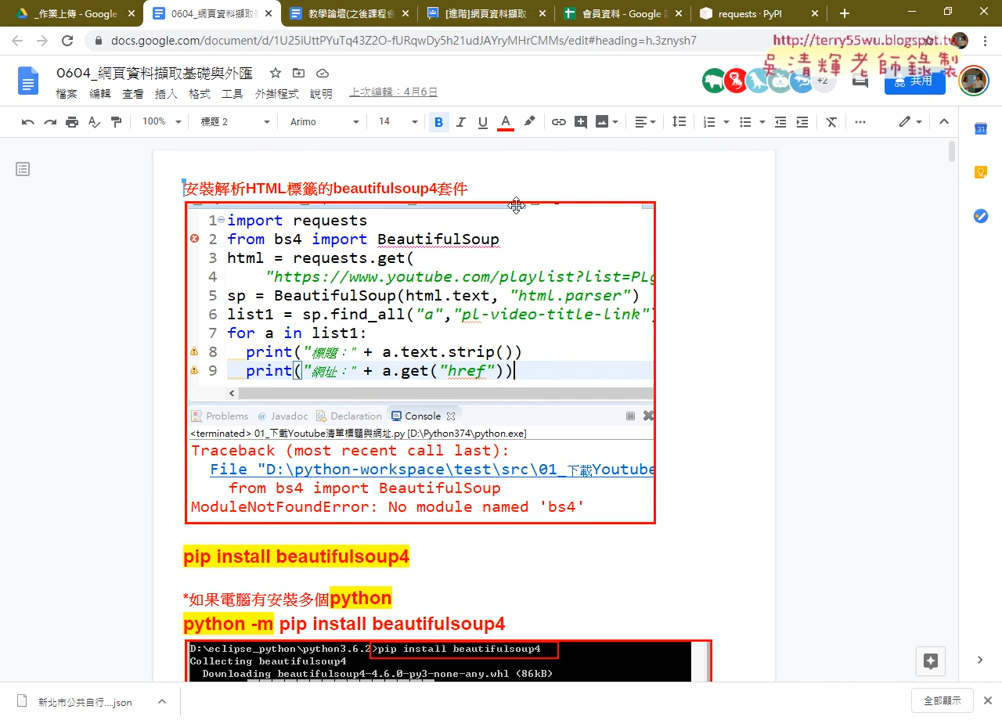 _作業上傳 - Google
0604_網頁資料擷取
教學論壇(之後課程會
[進階]網頁資料擷取
會員資料 - Google
requests · PyPI
docs.google.com/document/d/1U25iUttPYuTq43Z2O-fURqwDy5h21udJAYryMHrCMMs/edit#heading=h.3znysh7
http://terry55wu.blogspot.tw
吳清輝老師錄製
0604_網頁資料擷取基礎與外匯
檔案 編輯 查看 插入 格式 工具 外掛程式 說明 上次編輯：4月6日
+2
共用
100% 標題 2 Arimo 14 B I U A
安裝解析HTML標籤的beautifulsoup4套件
1 import requests
2 from bs4 import BeautifulSoup
3 html = requests.get(
4 "https://www.youtube.com/playlist?list=PLg
5 sp = BeautifulSoup(html.text, "html.parser")
6 list1 = sp.find_all("a","pl-video-title-link"
7 for a in list1:
8 print("標題：" + a.text.strip())
9 print("網址：" + a.get("href"))
Problems @ Javadoc Declaration Console
<terminated> 01_下載Youtube清單標題與網址.py [D:\Python374\python.exe]
Traceback (most recent call last):
File "D:\python-workspace\test\src\01_下載Youtube
from bs4 import BeautifulSoup
ModuleNotFoundError: No module named 'bs4'
pip install beautifulsoup4
*如果電腦有安裝多個python
python -m pip install beautifulsoup4
D:\eclipse_python\python3.6.2>pip install beautifulsoup4
Collecting beautifulsoup4
Downloading beautifulsoup4-4.6.0-py3-none-any.whl (86kB)
新北市公共自行....json
全部顯示